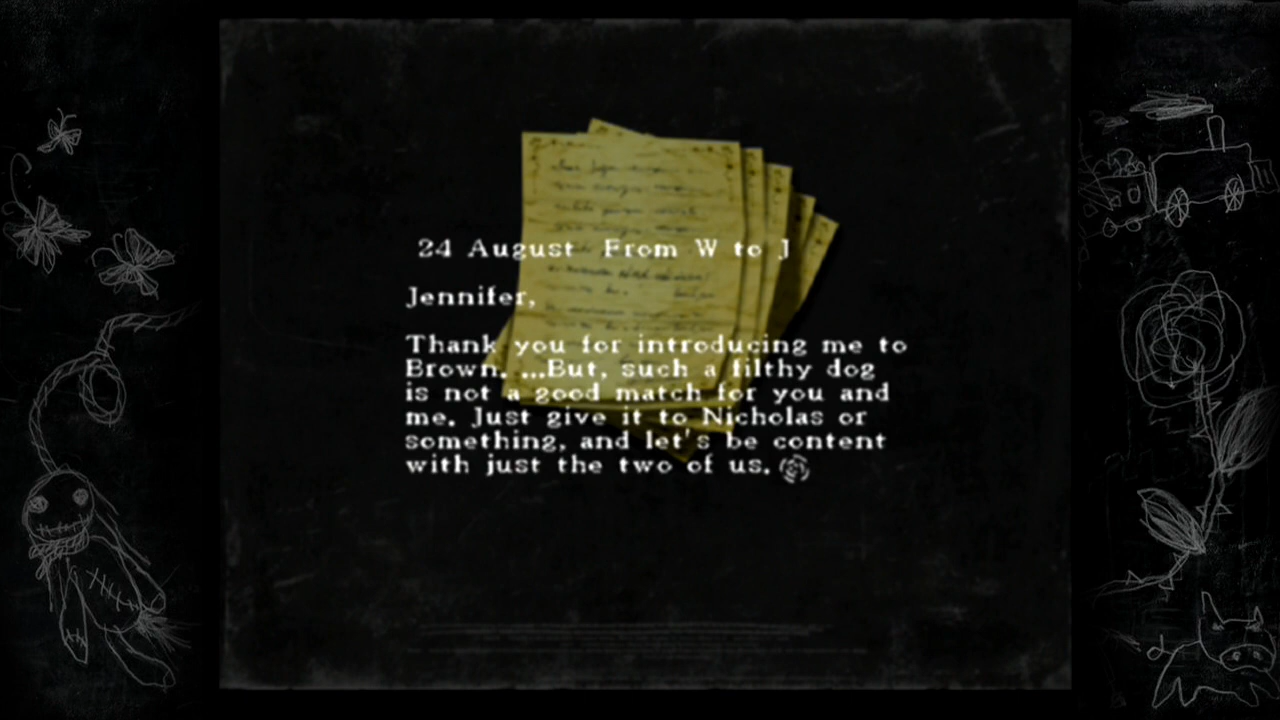 24 August From W to J
Jennifer,
Thank you for introducing me to
Brown. ...But, such a filthy dog
is not a good match for you and
me. Just give it to Nicholas or
something, and let's be content
with just the two of us.